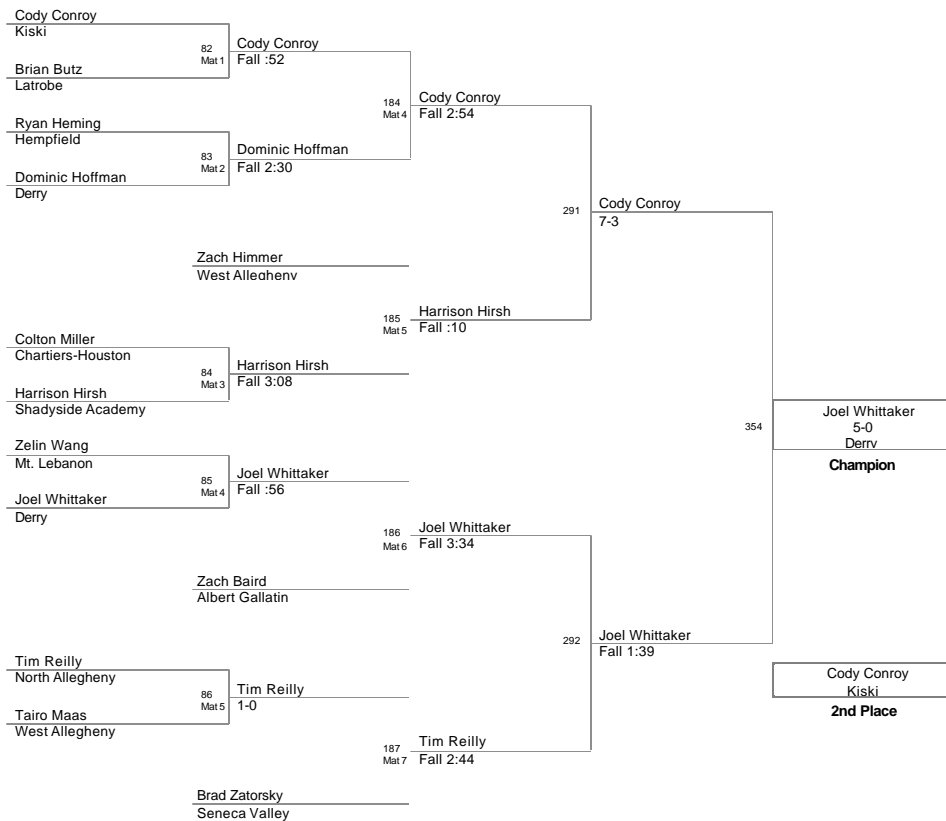 Cody Conroy
Kiski
82
Mat 1
Cody Conroy
Fall :52
Brian Butz
Latrobe
184
Mat 4
Cody Conroy
Fall 2:54
Ryan Heming
Hempfield
83
Mat 2
Dominic Hoffman
Fall 2:30
Dominic Hoffman
Derry
291
Cody Conroy
7-3
Zach Himmer
West Allegheny
185
Mat 5
Harrison Hirsh
Fall :10
Colton Miller
Chartiers-Houston
84
Mat 3
Harrison Hirsh
Fall 3:08
Harrison Hirsh
Shadyside Academy
354
Joel Whittaker
5-0
Derry
Champion
Zelin Wang
Mt. Lebanon
85
Mat 4
Joel Whittaker
Fall :56
Joel Whittaker
Derry
186
Mat 6
Joel Whittaker
Fall 3:34
Zach Baird
Albert Gallatin
292
Joel Whittaker
Fall 1:39
Tim Reilly
North Allegheny
86
Mat 5
Tim Reilly
1-0
Tairo Maas
West Allegheny
Cody Conroy
Kiski
2nd Place
187
Mat 7
Tim Reilly
Fall 2:44
Brad Zatorsky
Seneca Valley